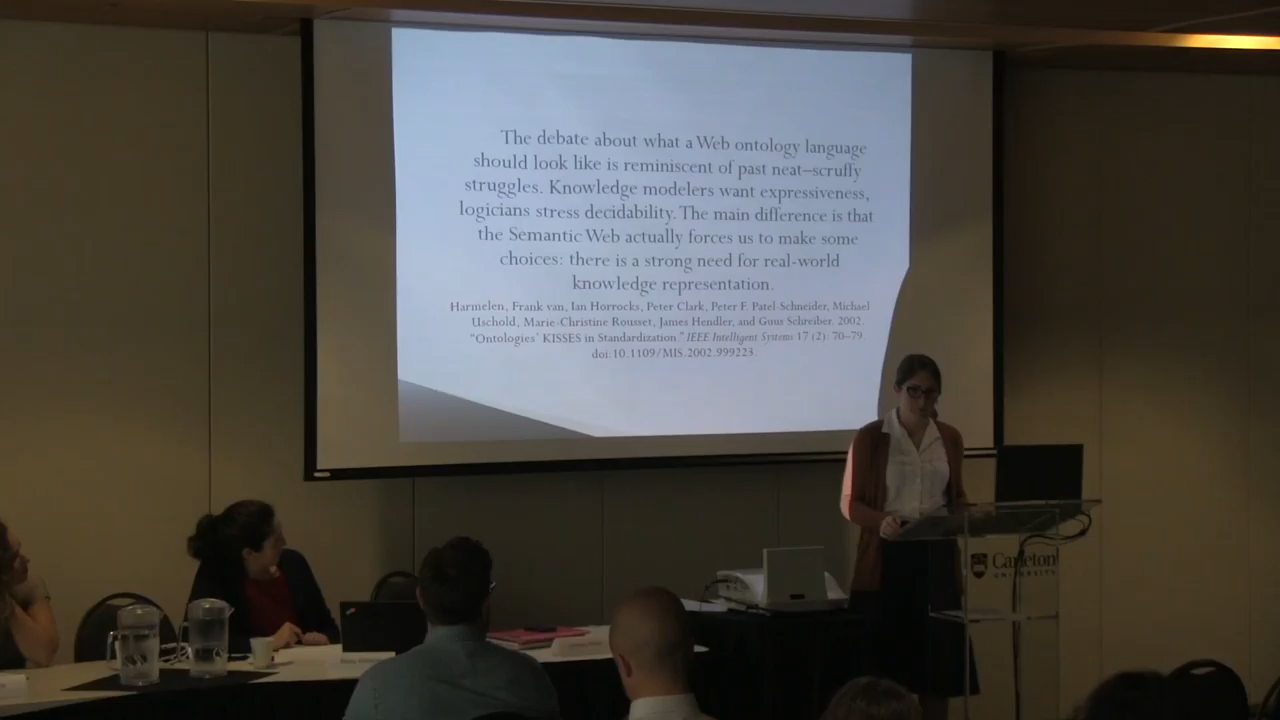 The debate about what a Web ontology language
should look like is reminiscent of past neat–scruffy
struggles. Knowledge modelers want expressiveness,
logicians stress decidability. The main difference is that
the Semantic Web actually forces us to make some
choices: there is a strong need for real-world
knowledge representation.
Harmelen, Frank van, Ian Horrocks, Peter Clark, Peter F. Patel-Schneider, Michael
Uschold, Marie-Christine Rousset, James Hendler, and Guus Schreiber. 2002.
“Ontologies’ KISSES in Standardization.” IEEE Intelligent Systems 17 (2): 70–79.
doi:10.1109/MIS.2002.999223.
Carleton
UNIVERSITY